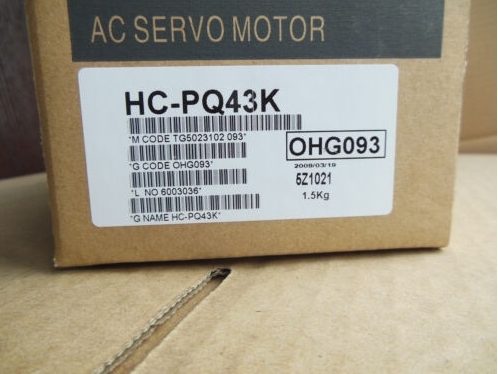 AC SERVO MOTOR
HC-PQ43K
*M CODE TG5023102 093*
*G CODE OHG093*
*L NO 6003036*
*G NAME HC-PQ43K*
OHG093
2009/03/19
5Z1021
1.5Kg